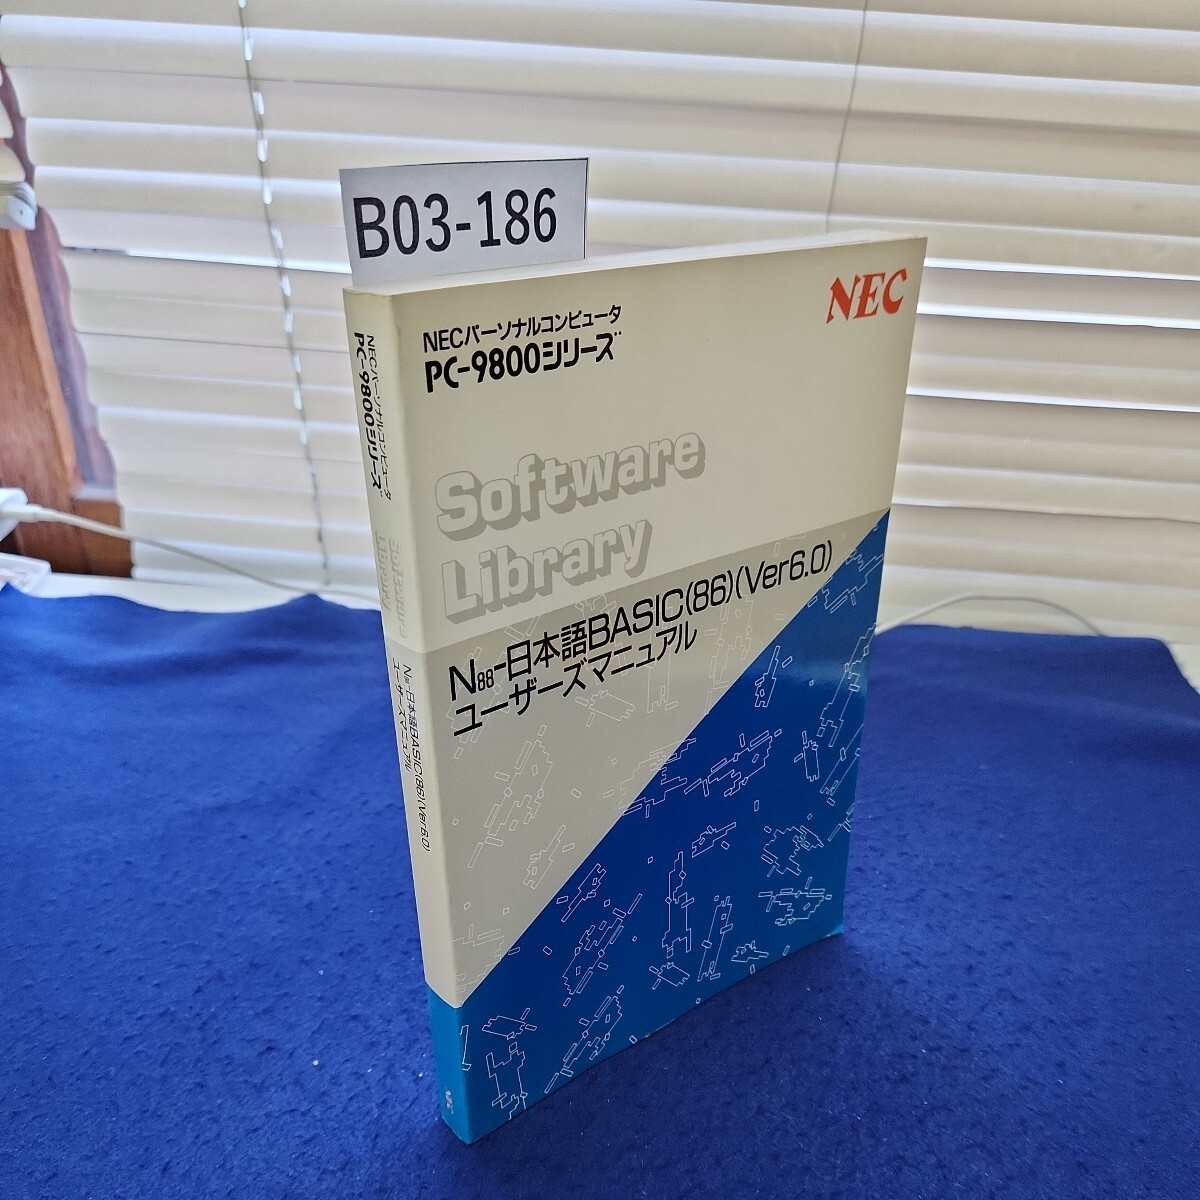 B03-186
NEC
NECパーソナルコンピュータ
PC-9800シリーズ
Software
Library
N88-日本語BASIC(86)(Ver6.0)
ユーザーズマニュアル
NECパーソナルコンピュータ
PC-9800シリーズ
Software
Library
N88-日本語BASIC(86)(Ver6.0)
ユーザーズマニュアル